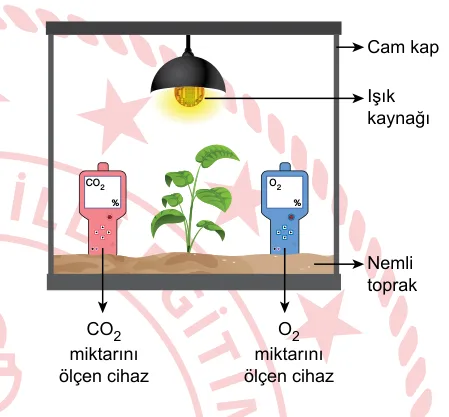 Cam kap
Işık
kaynağı
CO2
%
O2
%
Nemli
toprak
CO2
miktarını
ölçen cihaz
O2
miktarını
ölçen cihaz